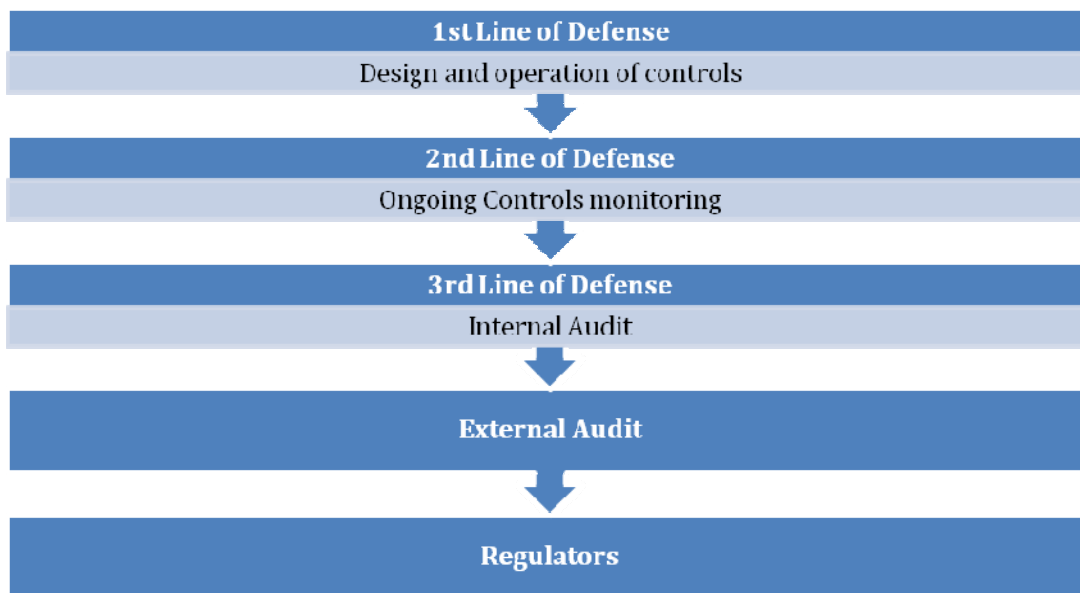 1st Line of Defense
Design and operation of controls
2nd Line of Defense
Ongoing Controls monitoring
3rd Line of Defense
Internal Audit
External Audit
Regulators